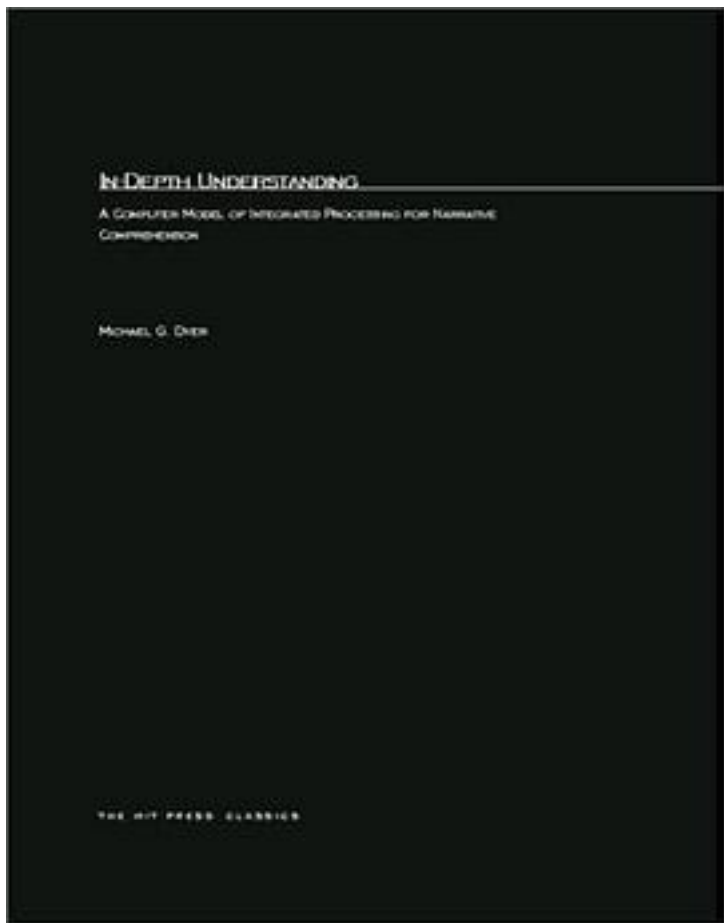 IN-DEPTH UNDERSTANDING
A COMPUTER MODEL OF INTEGRATED PROCESSING FOR NARRATIVE
COMPREHENSION
MICHAEL G. DYER
THE MIT PRESS CLASSICS